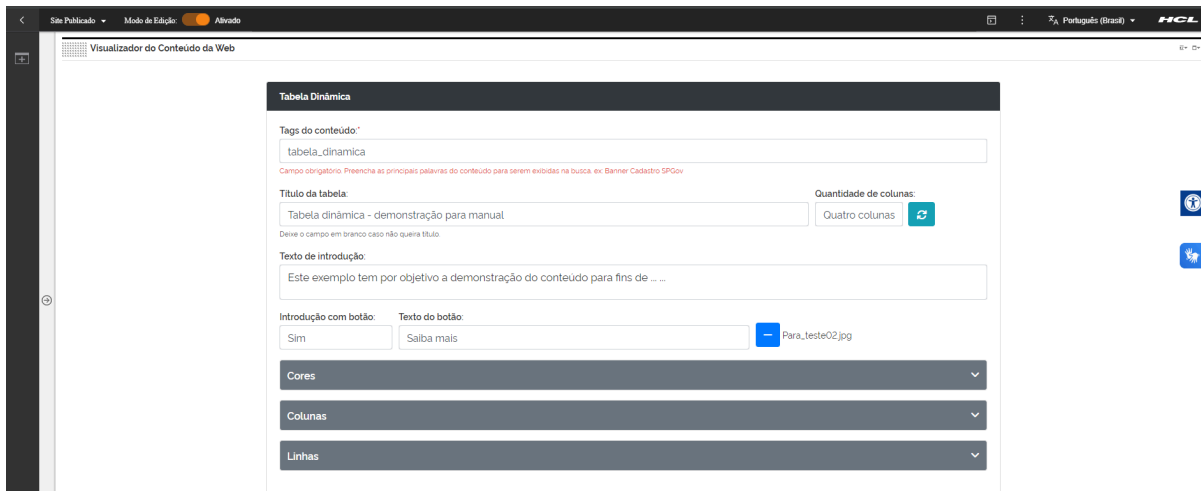 Site Publicado Modo de Edição: Ativado Português (Brasil) HCL
Visualizador do Conteúdo da Web
Tabela Dinâmica
Tags do conteúdo:*
tabela_dinamica
Campo obrigatório. Preencha as principais palavras do conteúdo para serem exibidas na busca. ex: Banner Cadastro SPGov
Título da tabela: Quantidade de colunas:
Tabela dinâmica - demonstração para manual Quatro colunas
Deixe o campo em branco caso não queira título.
Texto de introdução:
Este exemplo tem por objetivo a demonstração do conteúdo para fins de ... ...
Introdução com botão: Texto do botão:
Sim Saiba mais Para_teste02.jpg
Cores
Colunas
Linhas